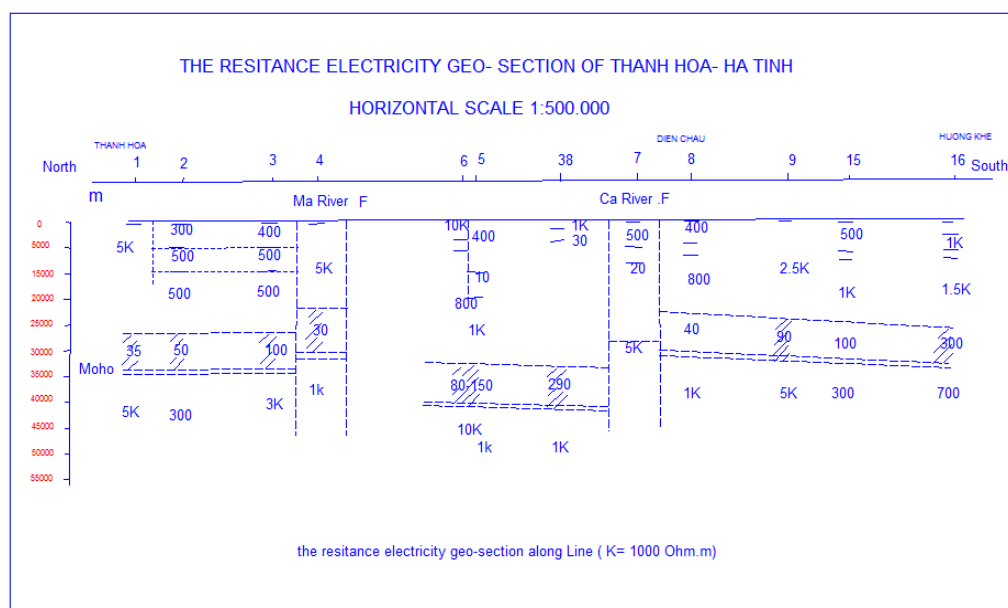 THE RESITANCE ELECTRICITY GEO- SECTION OF THANH HOA- HA TINH
HORIZONTAL SCALE 1:500.000
THANH HOA DIEN CHAU HUONG KHE
North 1 2 3 4 6 5 38 7 8 9 15 16 South
m Ma River F Ca River .F
0 300 400 10K 400 1K 30 500 400 500 1K
5000 5K 500 500 5K
10000
15000 500 500 10 20 800 2.5K 1K 1.5K
20000 800
25000 30 1K 40 90
30000 35 50 100 5K 100 300
Moho 35000 1k 80-150 290
40000 5K 300 3K 1K 5K 300 700
45000 10K
50000 1k 1K
55000
the resitance electricity geo-section along Line ( K= 1000 Ohm.m)